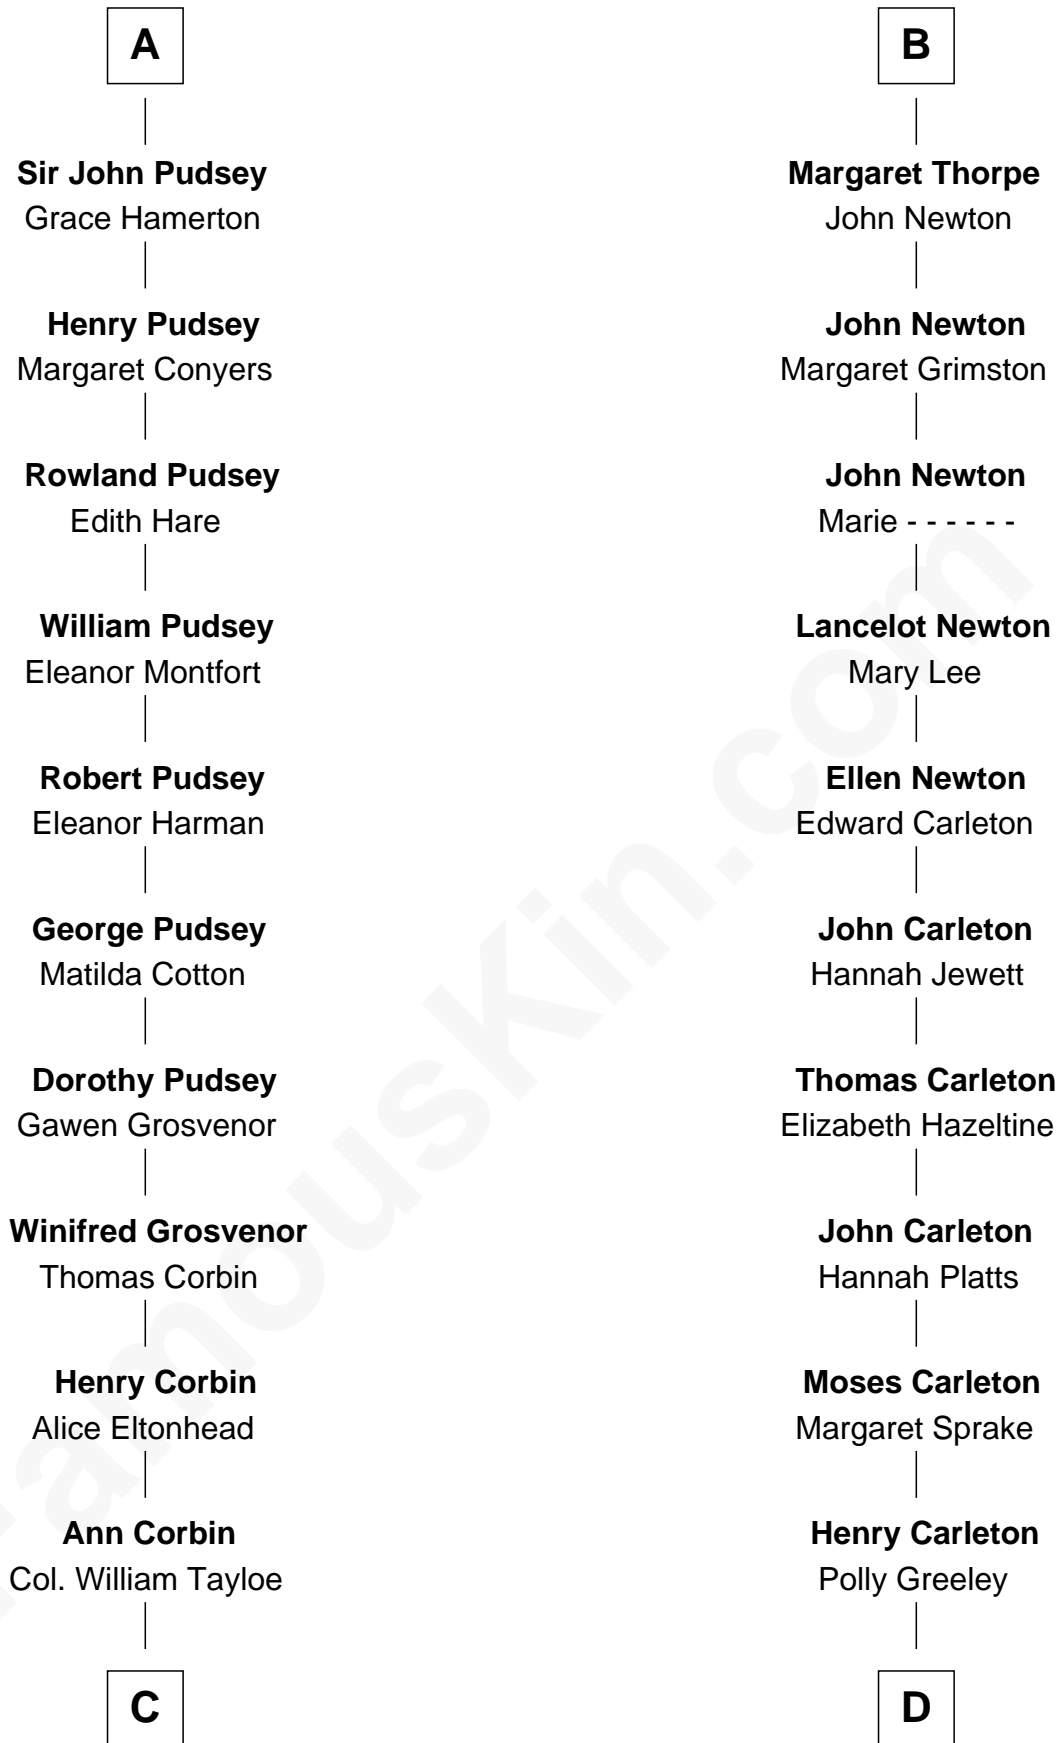 A
Sir John Pudsey
Grace Hamerton
Henry Pudsey
Margaret Conyers
Rowland Pudsey
Edith Hare
William Pudsey
Eleanor Montfort
Robert Pudsey
Eleanor Harman
George Pudsey
Matilda Cotton
Dorothy Pudsey
Gawen Grosvenor
Winifred Grosvenor
Thomas Corbin
Henry Corbin
Alice Eltonhead
Ann Corbin
Col. William Tayloe
C
B
Margaret Thorpe
John Newton
John Newton
Margaret Grimston
John Newton
Marie - - - - - -
Lancelot Newton
Mary Lee
Ellen Newton
Edward Carleton
John Carleton
Hannah Jewett
Thomas Carleton
Elizabeth Hazeltine
John Carleton
Hannah Platts
Moses Carleton
Margaret Sprake
Henry Carleton
Polly Greeley
D
FamousKin.com